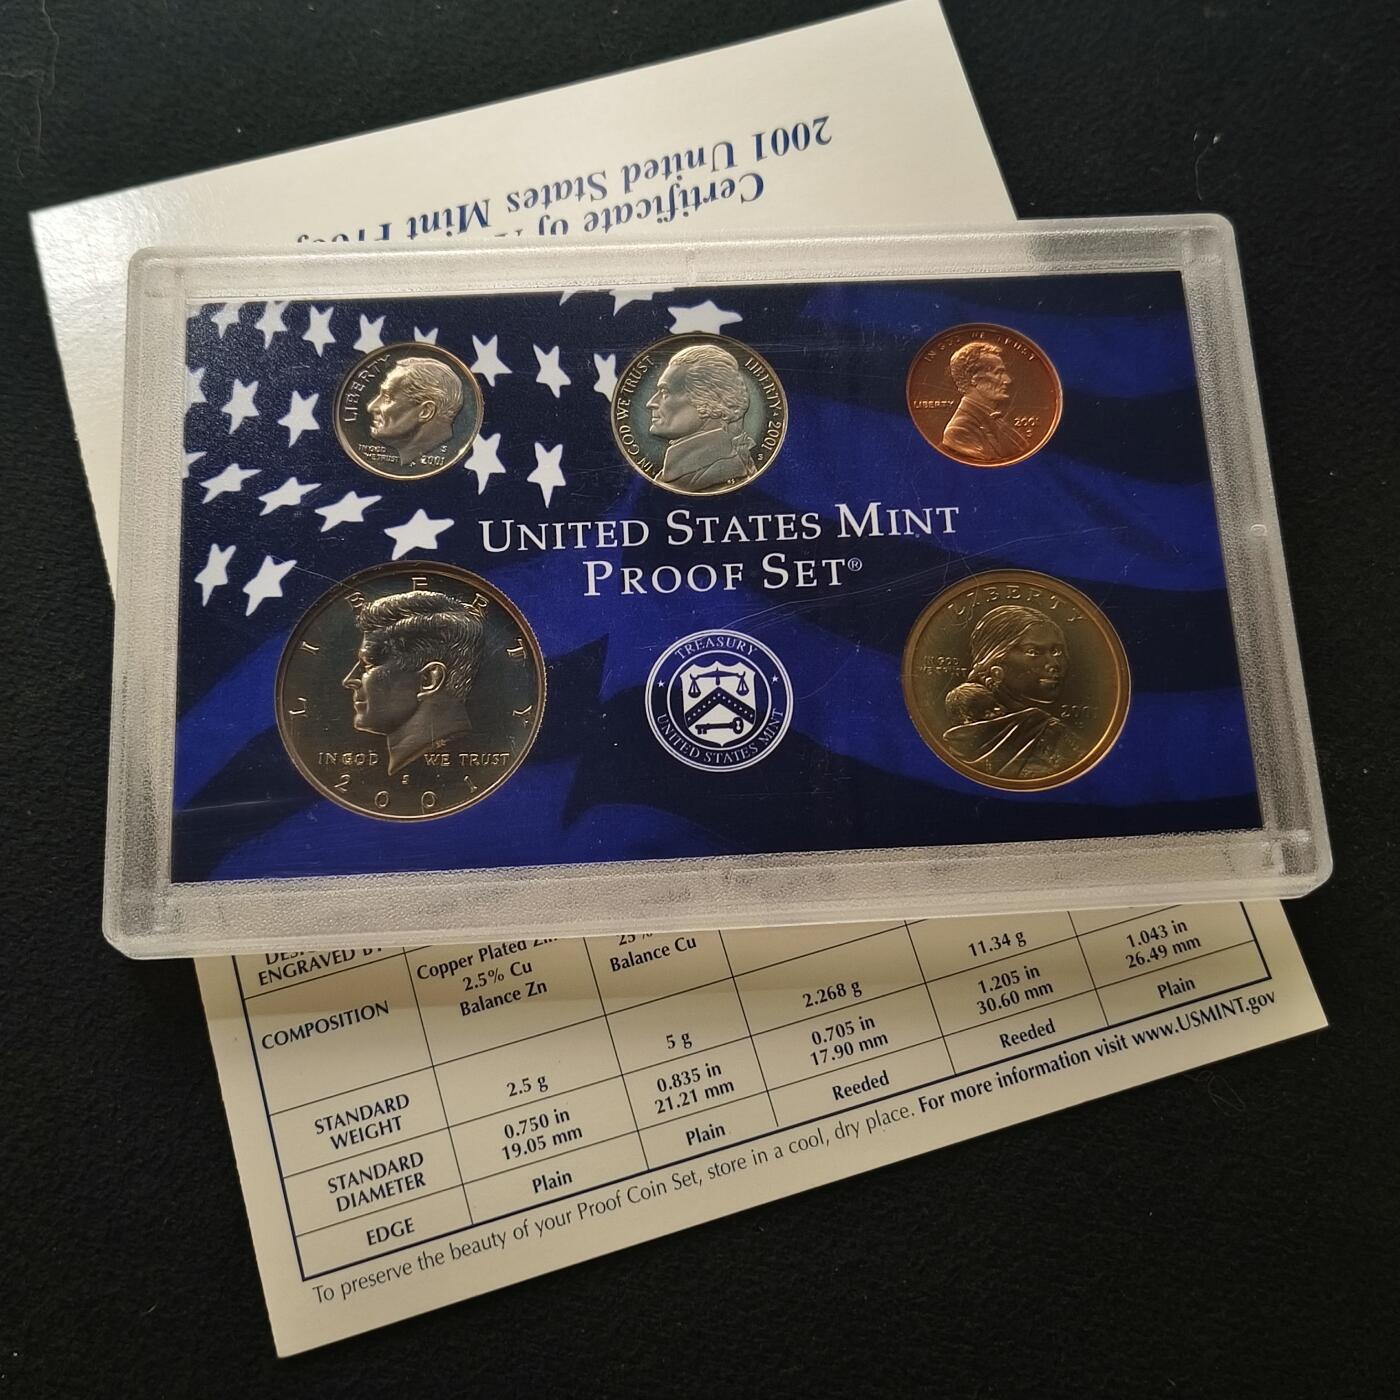 2001 United States Mint Proof
Certificate of
LIBERTY
IN GOD
WE TRUST
S
2001
IN GOD WE TRUST
LIBERTY
2001
S
IN GOD WE TRUST
LIBERTY
2001
S
UNITED STATES MINT
PROOF SET®
LIBERTY
IN GOD WE TRUST
S
2001
TREASURY
UNITED STATES MINT
LIBERTY
IN GOD
WE TRUST
200
ENGRAVED BY
COMPOSITION
Copper Plated Zn
2.5% Cu
Balance Zn
25%
Balance Cu
STANDARD
WEIGHT
2.5 g
5 g
2.268 g
11.34 g
STANDARD
DIAMETER
0.750 in
19.05 mm
0.835 in
21.21 mm
0.705 in
17.90 mm
1.205 in
30.60 mm
1.043 in
26.49 mm
EDGE
Plain
Plain
Reeded
Reeded
Plain
To preserve the beauty of your Proof Coin Set, store in a cool, dry place. For more information visit www.USMINT.gov